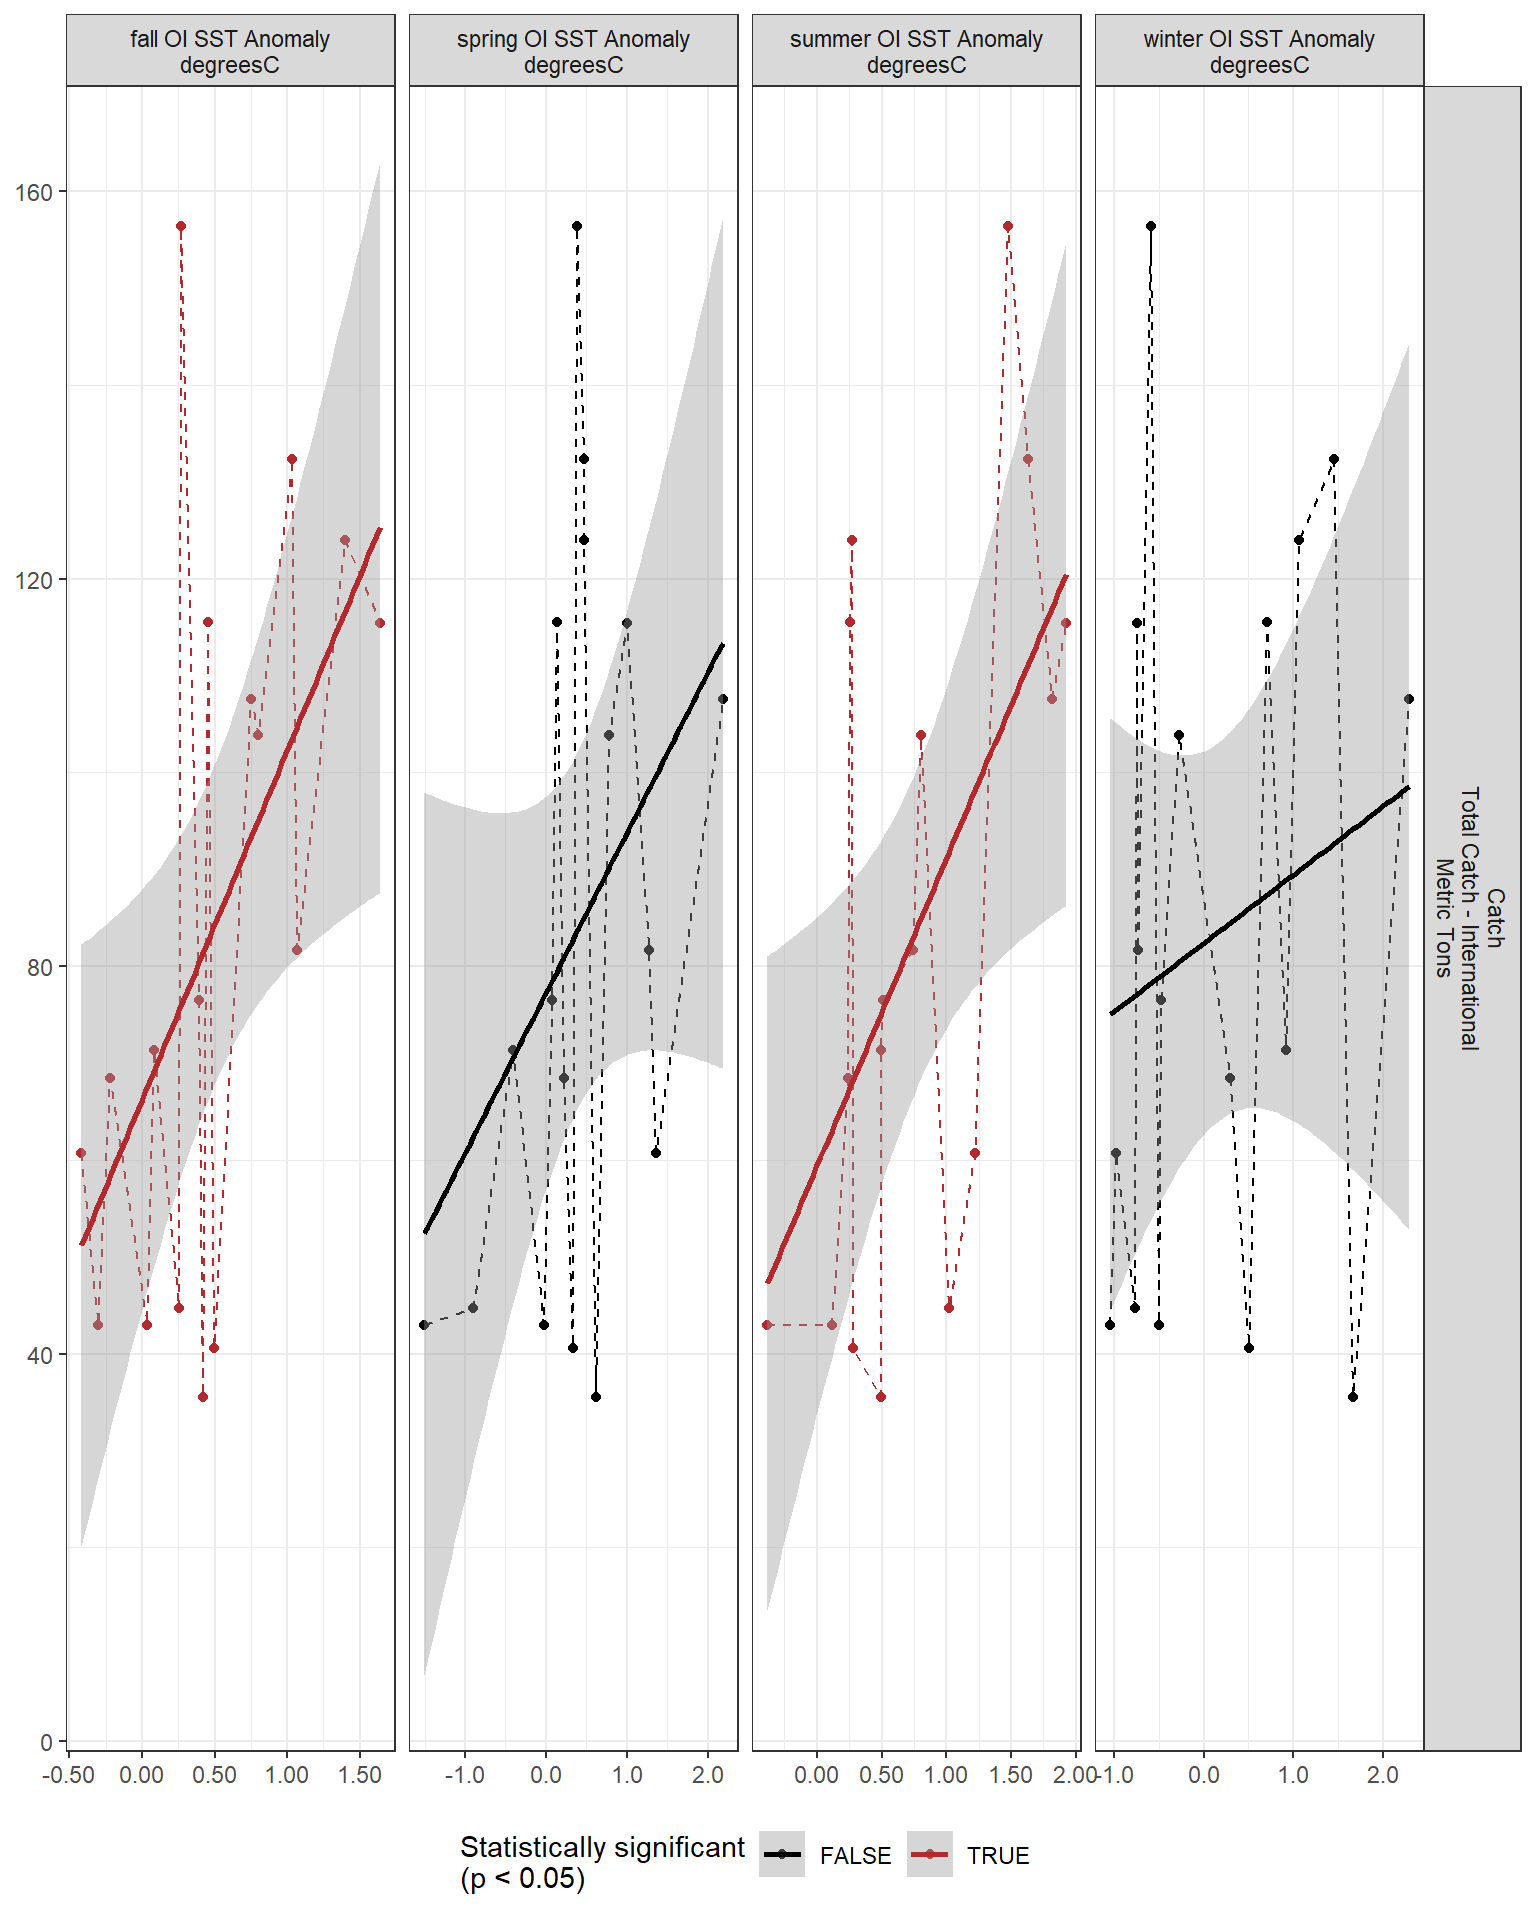 fall OI SST Anomaly
degreesC
spring OI SST Anomaly
degreesC
summer OI SST Anomaly
degreesC
winter OI SST Anomaly
degreesC
160
120
80
40
0
Catch
Total Catch - International
Metric Tons
-0.50 0.00 0.50 1.00 1.50
-1.0 0.0 1.0 2.0
0.00 0.50 1.00 1.50 2.00
-1.0 0.0 1.0 2.0
Statistically significant
(p < 0.05)
FALSE
TRUE